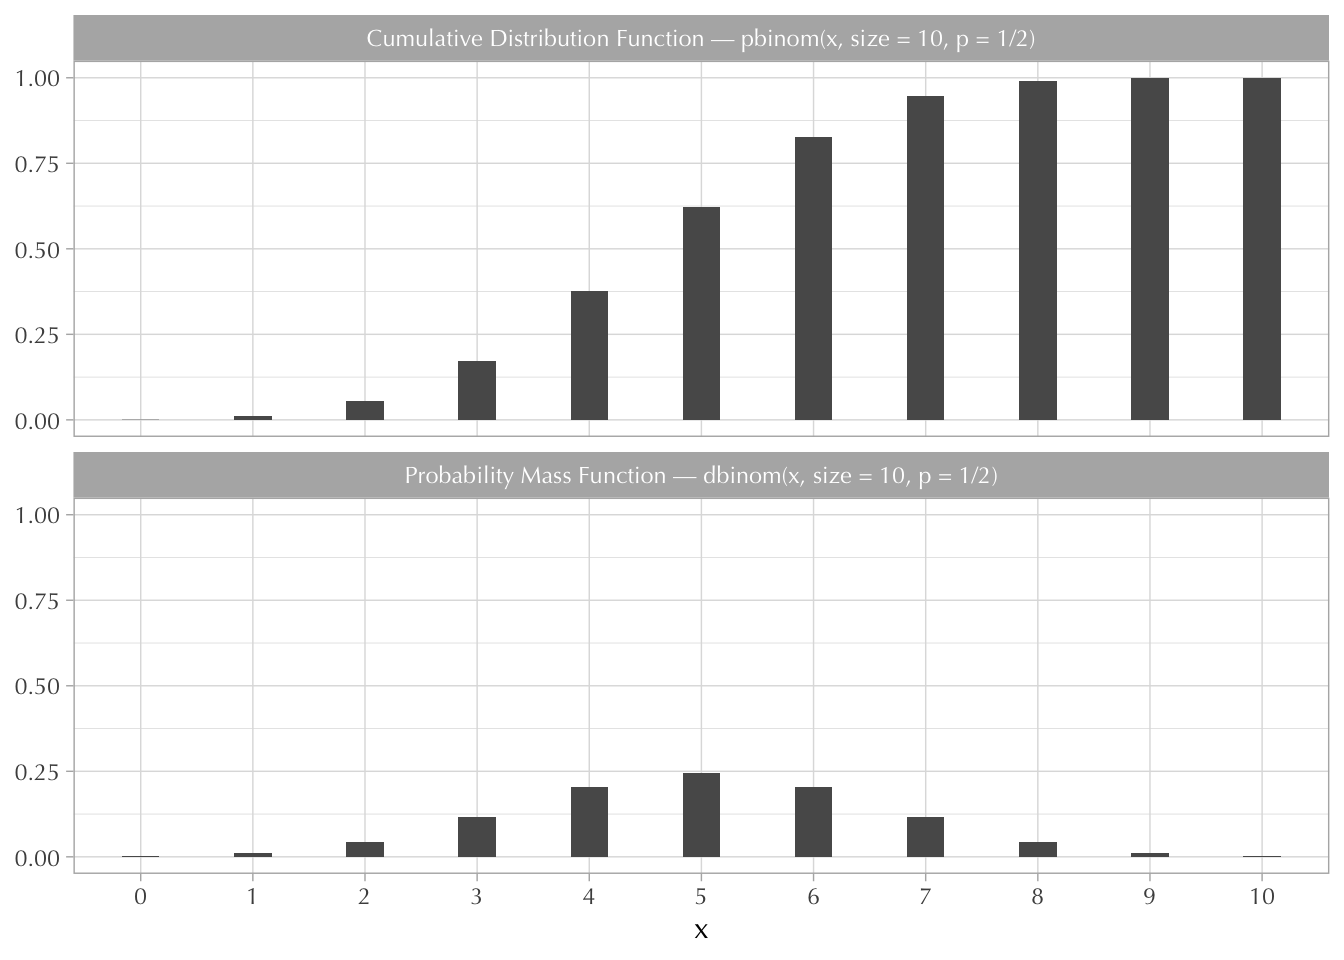 Cumulative Distribution Function — pbinom(x, size = 10, p = 1/2)
1.00
0.75
0.50
0.25
0.00
Probability Mass Function — dbinom(x, size = 10, p = 1/2)
1.00
0.75
0.50
0.25
0.00
0 1 2 3 4 5 6 7 8 9 10
x